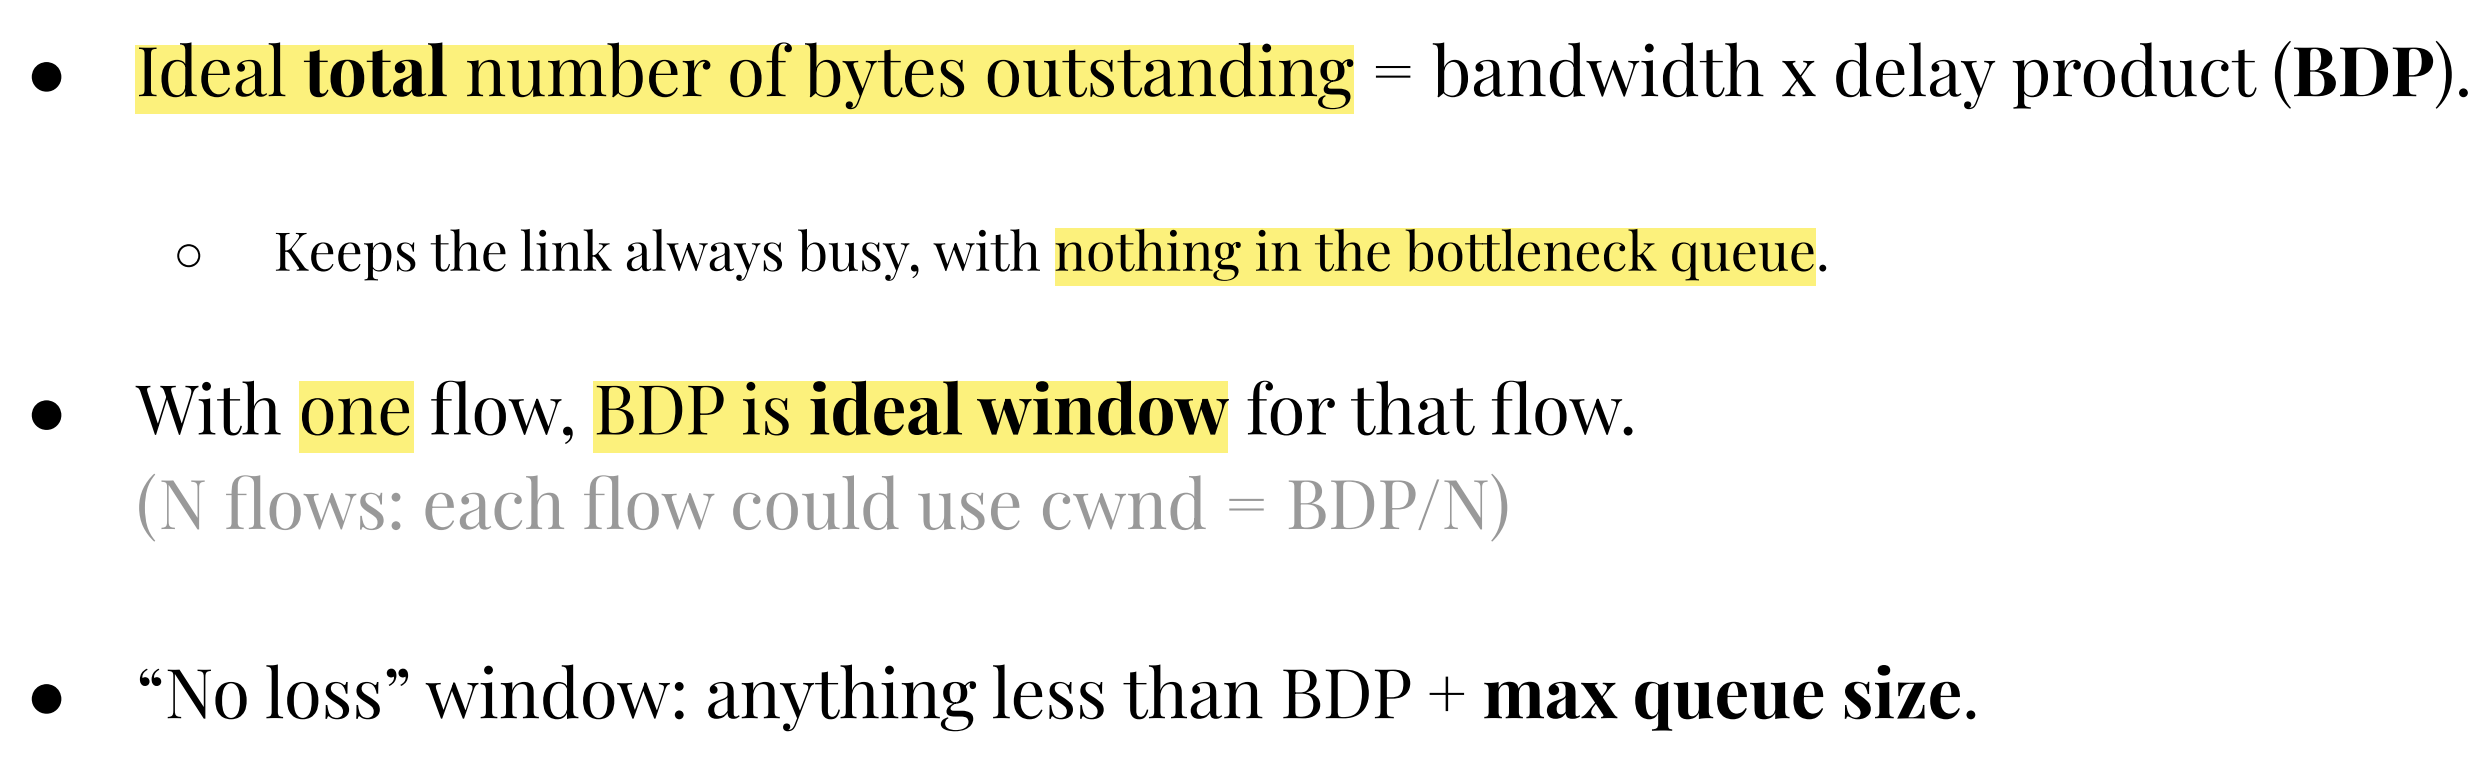 ● Ideal total number of bytes outstanding = bandwidth x delay product (BDP).
○ Keeps the link always busy, with nothing in the bottleneck queue.
● With one flow, BDP is ideal window for that flow.
(N flows: each flow could use cwnd = BDP/N)
● “No loss” window: anything less than BDP + max queue size.